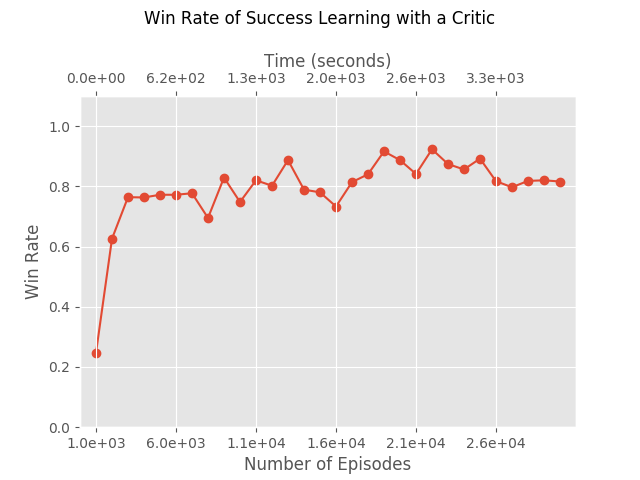 Win Rate of Success Learning with a Critic
Time (seconds)
0.0e+00 6.2e+02 1.3e+03 2.0e+03 2.6e+03 3.3e+03
1.0
0.8
0.6
0.4
0.2
0.0
Win Rate
1.0e+03 6.0e+03 1.1e+04 1.6e+04 2.1e+04 2.6e+04
Number of Episodes